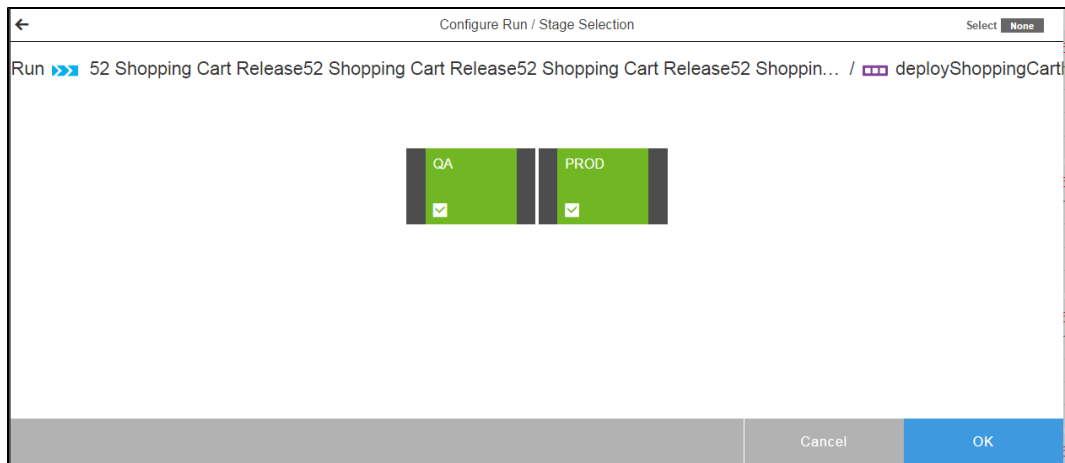 Configure Run / Stage Selection
Select None
Run 52 Shopping Cart Release52 Shopping Cart Release52 Shopping Cart Release52 Shoppin... / deployShoppingCart
QA PROD
Cancel OK